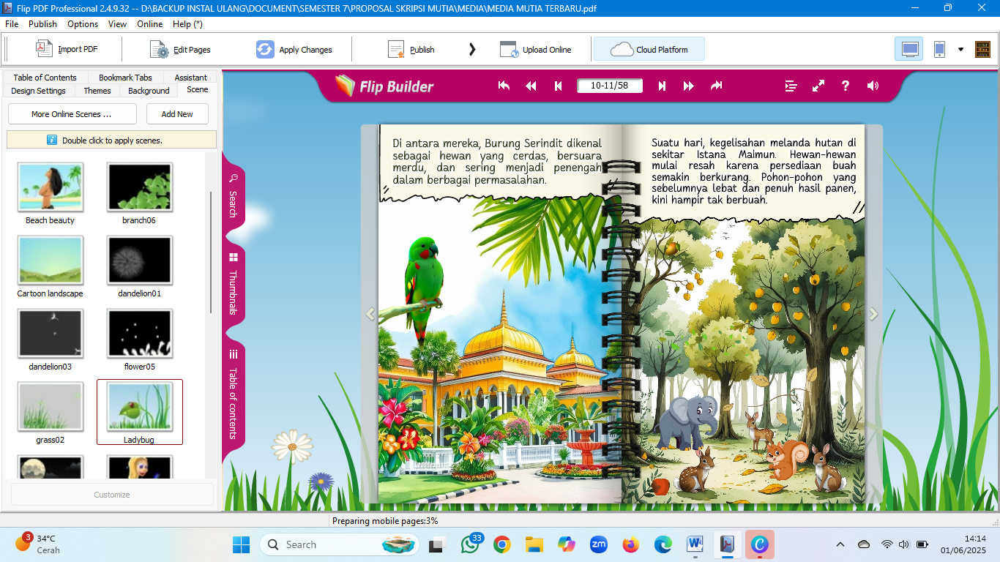 Flip PDF Professional 2.4.9.32 -- D:\BACKUP INSTAL ULANG\DOCUMENT\SEMESTER 7\PROPOSAL SKRIPSI MUTIA\MEDIA\MEDIA MUTIA TERBARU.pdf
File Publish Options View Online Help (*)
Import PDF Edit Pages Apply Changes Publish Upload Online Cloud Platform
Table of Contents Bookmark Tabs Assistant
Design Settings Themes Background Scene
More Online Scenes ... Add New
Double click to apply scenes.
Beach beauty branch06
Cartoon landscape dandelion01
dandelion03 flower05
grass02 Ladybug
Customize
Flip Builder
10-11/58
?
Search
Thumbnails
Table of contents
Di antara mereka, Burung Serindit dikenal
sebagai hewan yang cerdas, bersuara
merdu, dan sering menjadi penengah
dalam berbagai permasalahan.
Suatu hari, kegelisahan melanda hutan di
sekitar Istana Maimun. Hewan-hewan
mulai resah karena persediaan buah
semakin berkurang. Pohon-pohon yang
sebelumnya lebat dan penuh hasil panen,
kini hampir tak berbuah.
Preparing mobile pages:3%
3
34°C
Cerah
Search
33
zm
W
C
14:14
01/06/2025